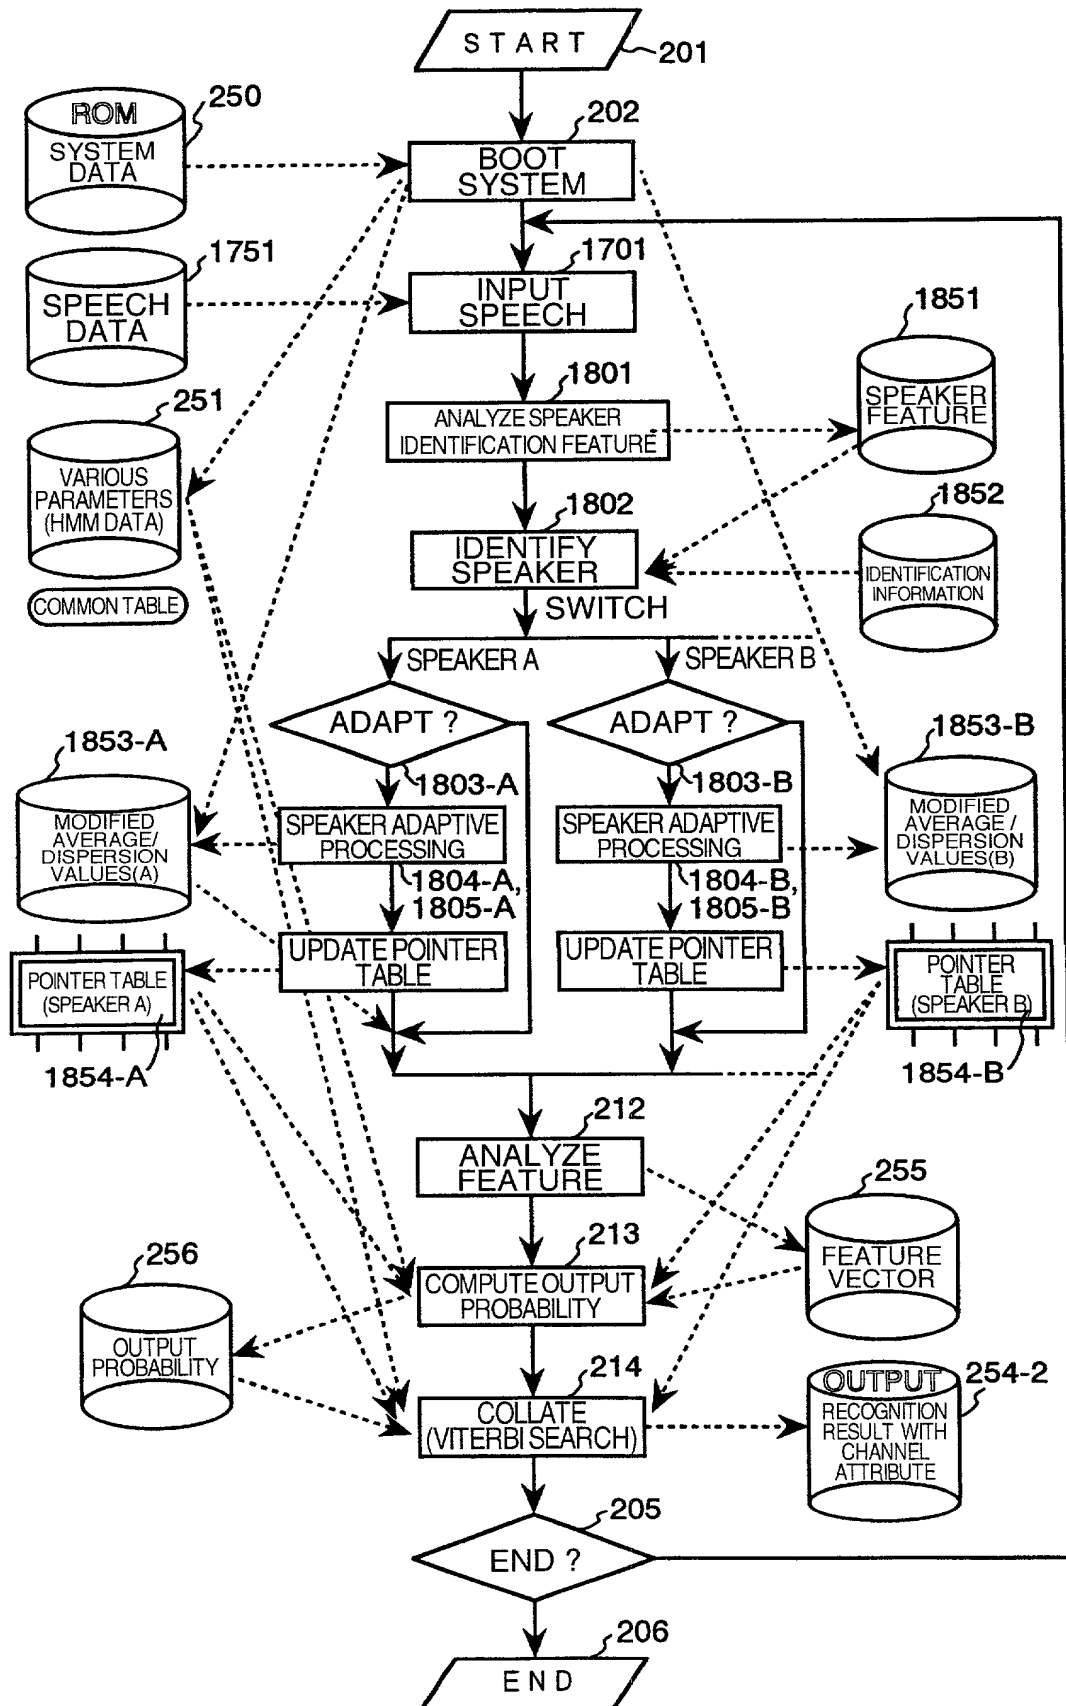 START
201
250
ROM
SYSTEM
DATA
202
BOOT
SYSTEM
1751
SPEECH
DATA
1701
INPUT
SPEECH
1851
SPEAKER
FEATURE
1801
ANALYZE SPEAKER
IDENTIFICATION FEATURE
251
VARIOUS
PARAMETERS
(HMM DATA)
COMMON TABLE
1802
IDENTIFY
SPEAKER
1852
IDENTIFICATION
INFORMATION
SWITCH
SPEAKER A
SPEAKER B
ADAPT ?
ADAPT ?
1853-A
1803-A
1803-B
1853-B
MODIFIED
AVERAGE/
DISPERSION
VALUES(A)
SPEAKER ADAPTIVE
PROCESSING
SPEAKER ADAPTIVE
PROCESSING
MODIFIED
AVERAGE /
DISPERSION
VALUES(B)
1804-A,
1805-A
1804-B,
1805-B
POINTER TABLE
(SPEAKER A)
UPDATE POINTER
TABLE
UPDATE POINTER
TABLE
POINTER
TABLE
(SPEAKER B)
1854-A
1854-B
212
ANALYZE
FEATURE
255
FEATURE
VECTOR
213
COMPUTE OUTPUT
PROBABILITY
256
OUTPUT
PROBABILITY
214
COLLATE
(VITERBI SEARCH)
254-2
OUTPUT
RECOGNITION
RESULT WITH
CHANNEL
ATTRIBUTE
205
END ?
206
END